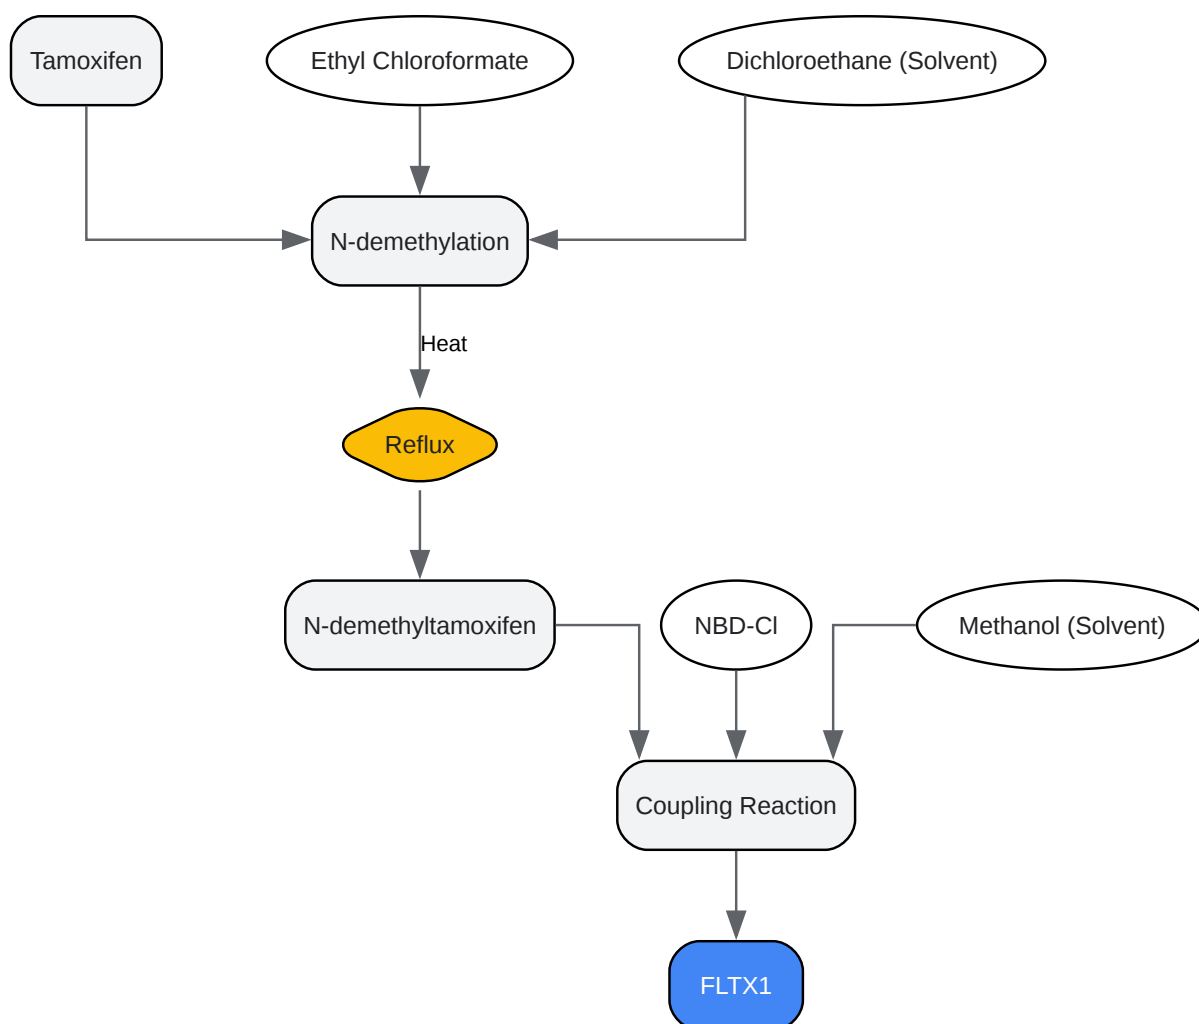 Tamoxifen
Ethyl Chloroformate
Dichloroethane (Solvent)
N-demethylation
Heat
Reflux
N-demethyltamoxifen
NBD-Cl
Methanol (Solvent)
Coupling Reaction
FLTX1